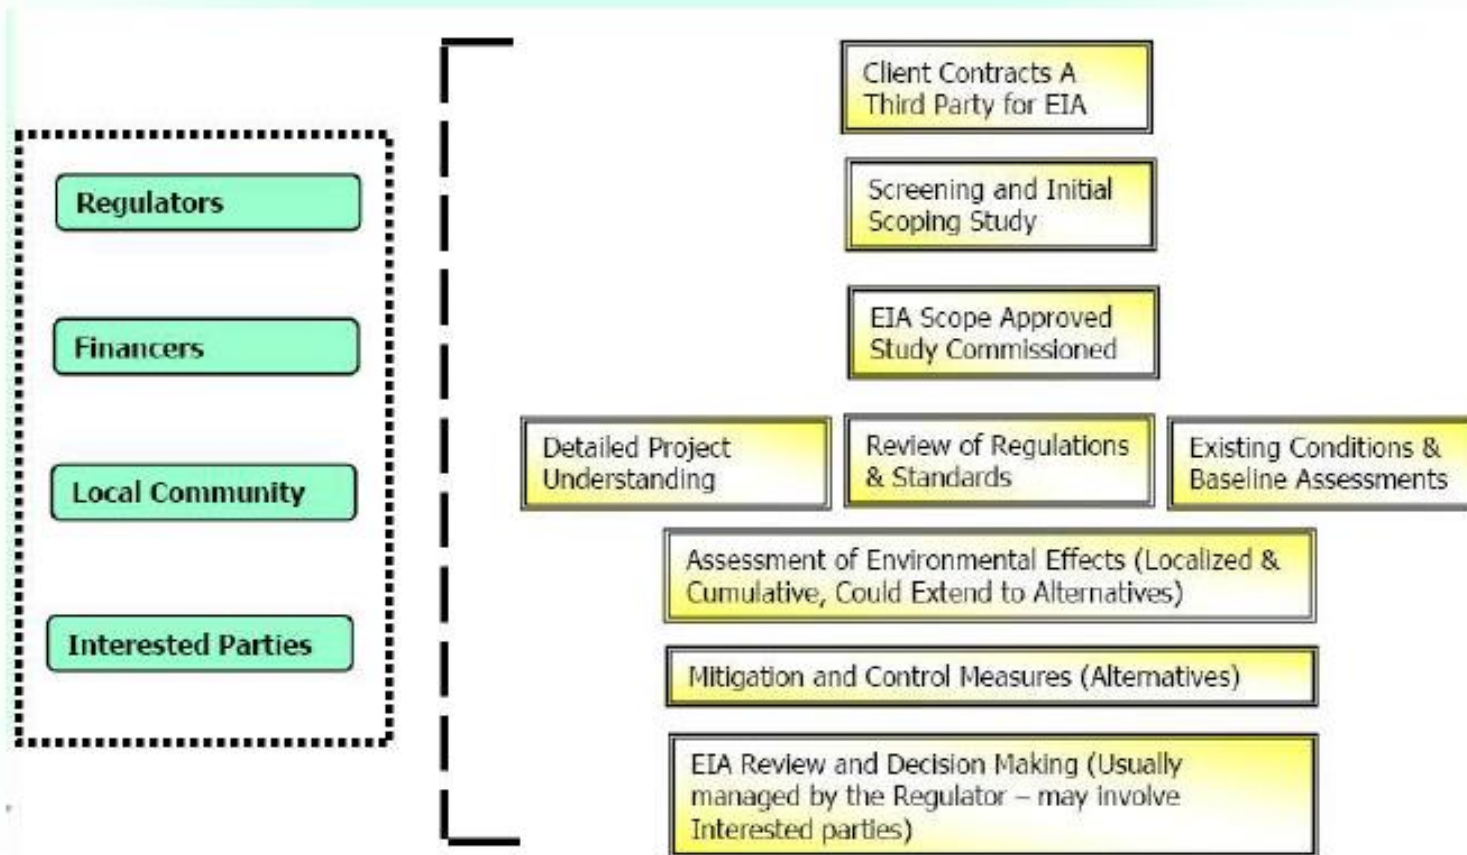 Regulators
Financers
Local Community
Interested Parties
Client Contracts A
Third Party for EIA
Screening and Initial
Scoping Study
EIA Scope Approved
Study Commissioned
Detailed Project
Understanding
Review of Regulations
& Standards
Existing Conditions &
Baseline Assessments
Assessment of Environmental Effects (Localized &
Cumulative, Could Extend to Alternatives)
Mitigation and Control Measures (Alternatives)
EIA Review and Decision Making (Usually
managed by the Regulator – may involve
Interested parties)